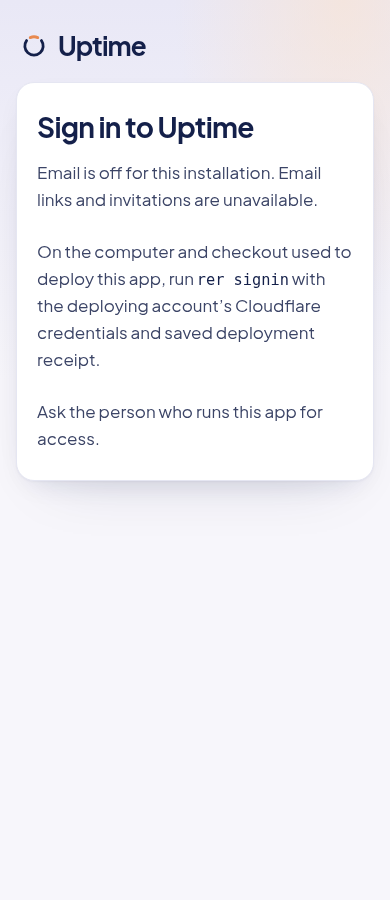 Uptime
Sign in to Uptime
Email is off for this installation. Email
links and invitations are unavailable.
On the computer and checkout used to
deploy this app, run rer signin with
the deploying account’s Cloudflare
credentials and saved deployment
receipt.
Ask the person who runs this app for
access.